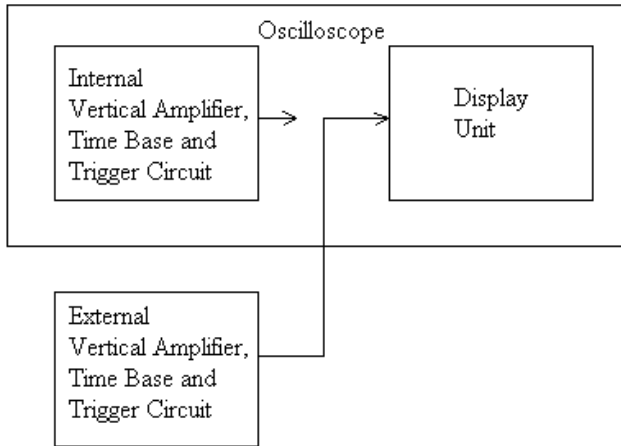 Oscilloscope
Internal
Vertical Amplifier,
Time Base and
Trigger Circuit
Display
Unit
External
Vertical Amplifier,
Time Base and
Trigger Circuit